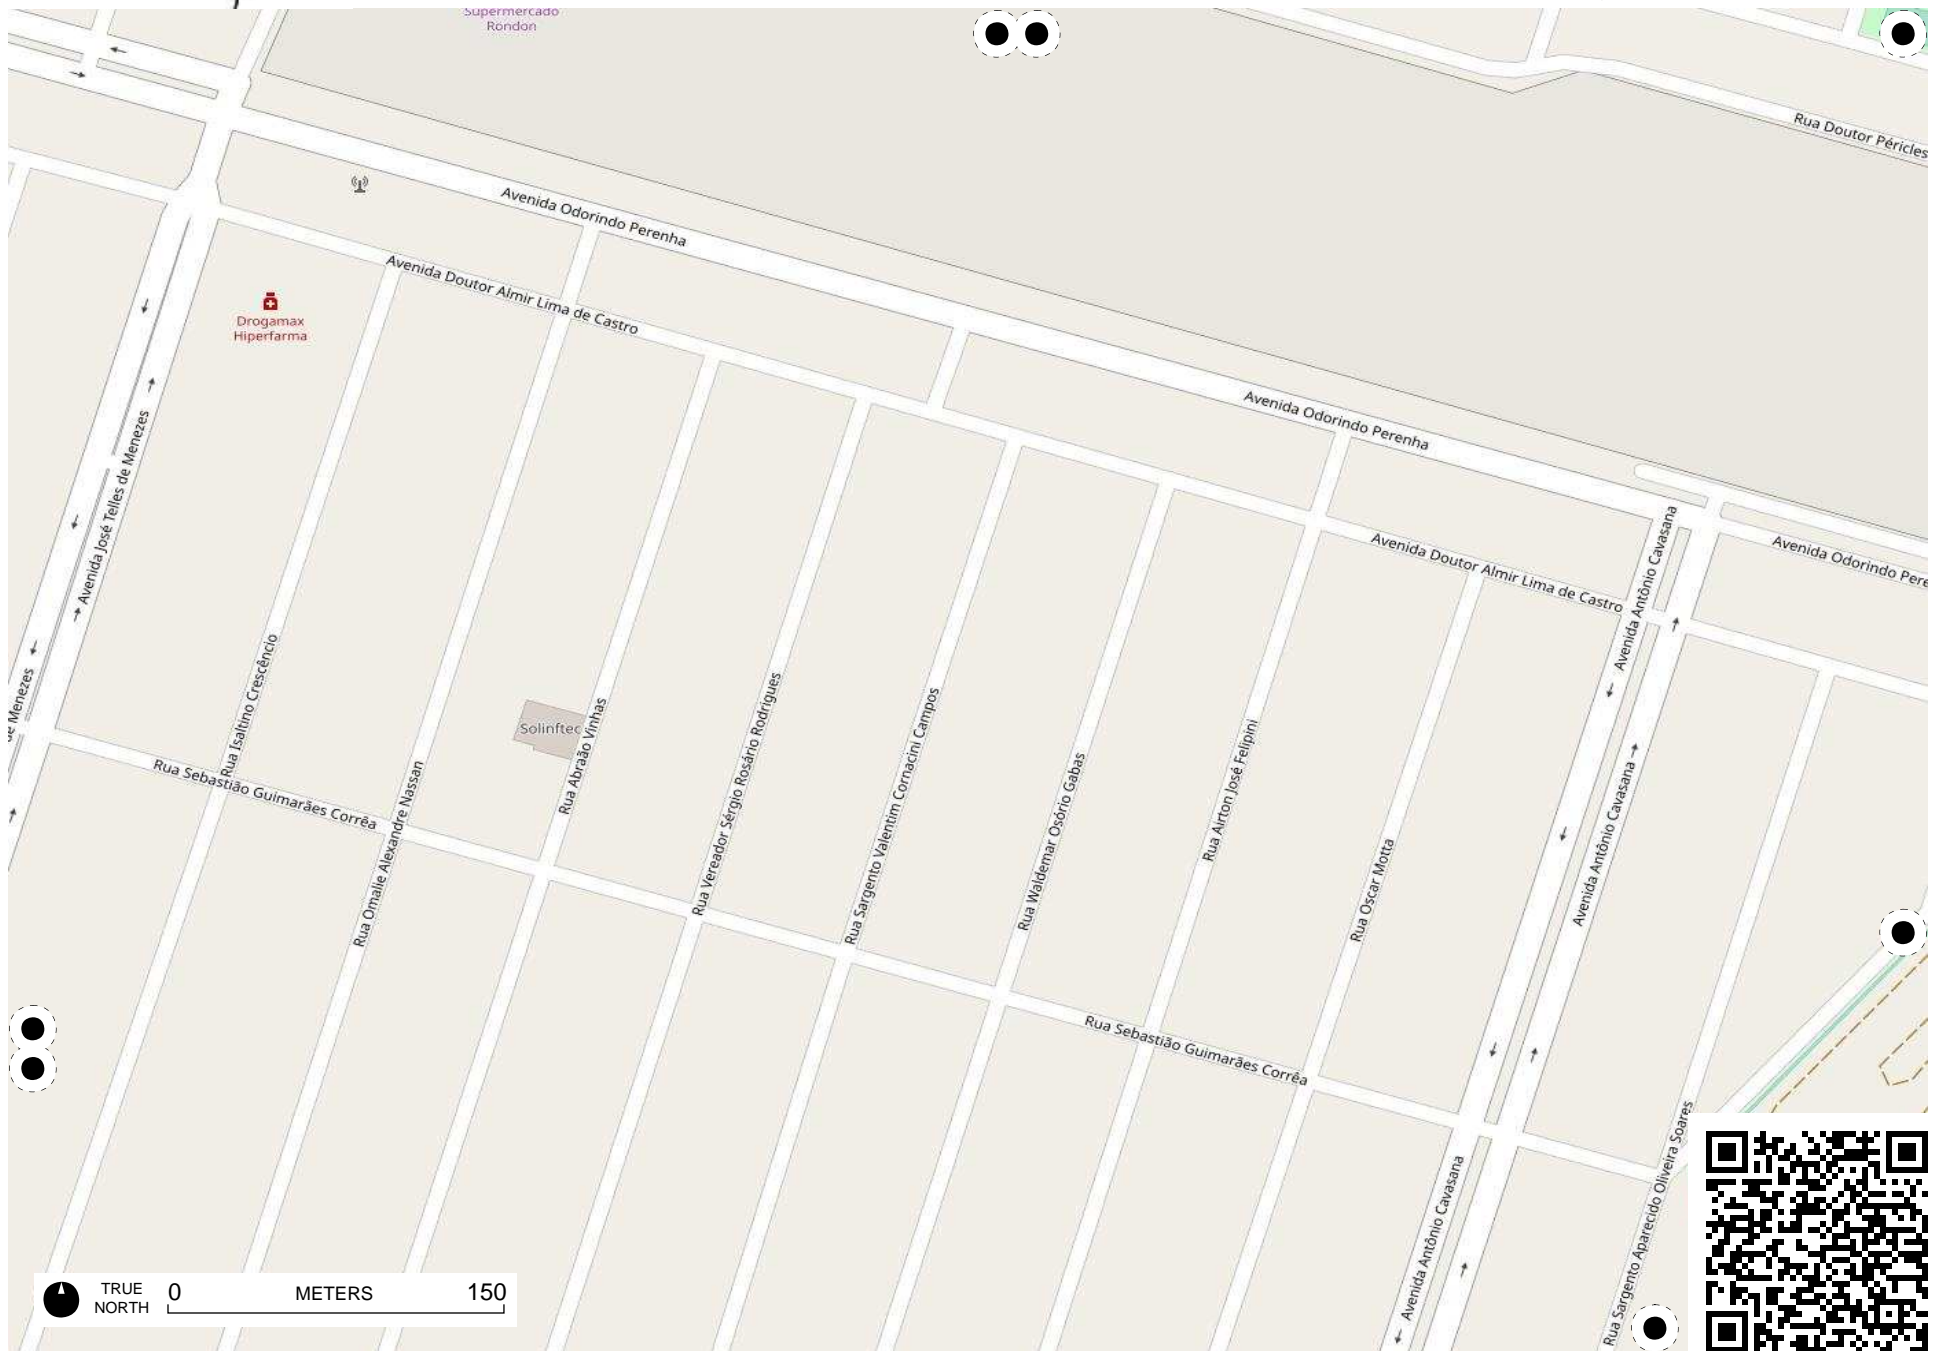 Supermercado
Rondon
Rua Doutor Péricles
Avenida Odorindo Perenha
Avenida Doutor Almir Lima de Castro
Drogamax
Hiperfarma
Avenida Odorindo Perenha
Avenida José Telles de Menezes
Avenida Doutor Almir Lima de Castro
Avenida Antônio Cavasana
Avenida Odorindo Pere
de Menezes
Rua Isaltino Crescêncio
Solinftec
Rua Abraão Vinhas
Rua Vereador Sérgio Rosário Rodrigues
Rua Sargento Valentim Cornacini Campos
Rua Waldemar Osório Gabas
Rua Airton José Felipini
Rua Oscar Motta
Avenida Antônio Cavasana
Rua Sebastião Guimarães Corrêa
Rua Omalie Alexandre Nassan
Rua Sebastião Guimarães Corrêa
Rua Sargento Aparecido Oliveira Soares
Avenida Antônio Cavasana
TRUE
NORTH
0 METERS 150